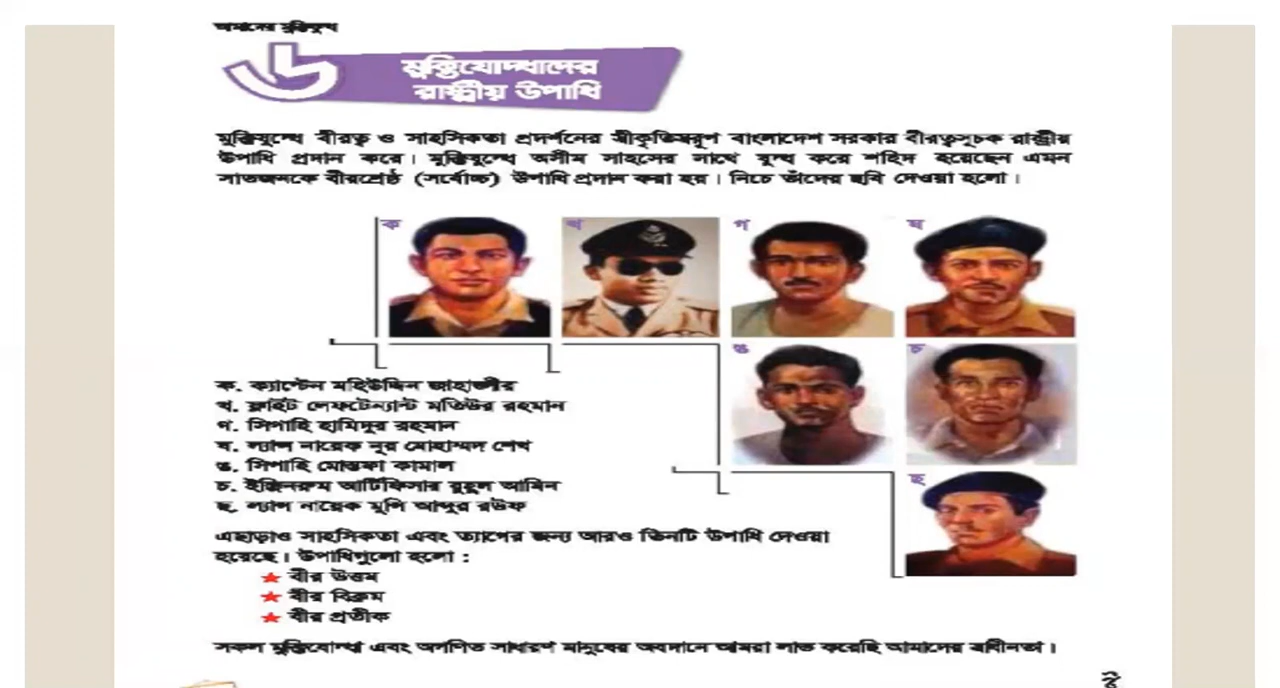 আমাদের মুক্তিযুদ্ধ
৬
মুক্তিযোদ্ধাদের
রাষ্ট্রীয় উপাধি
মুক্তিযুদ্ধে বীরত্ব ও সাহসিকতা প্রদর্শনের স্বীকৃতিস্বরূপ বাংলাদেশ সরকার বীরত্বসূচক রাষ্ট্রীয়
উপাধি প্রদান করে। মুক্তিযুদ্ধে অসীম সাহসের সাথে যুদ্ধ করে শহিদ হয়েছেন এমন
সাতজনকে বীরশ্রেষ্ঠ (সর্বোচ্চ) উপাধি প্রদান করা হয়। নিচে তাঁদের ছবি দেওয়া হলো।
ক খ গ ঘ
ঙ চ
ছ
ক. ক্যাপ্টেন মহিউদ্দিন জাহাঙ্গীর
খ. ফ্লাইট লেফটেন্যান্ট মতিউর রহমান
গ. সিপাহি হামিদুর রহমান
ঘ. ল্যান্স নায়েক নূর মোহাম্মদ শেখ
ঙ. সিপাহি মোস্তফা কামাল
চ. ইঞ্জিনরুম আর্টিফিসার রুহুল আমিন
ছ. ল্যান্স নায়েক মুন্সি আব্দুর রউফ
এছাড়াও সাহসিকতা এবং ত্যাগের জন্য আরও তিনটি উপাধি দেওয়া
হয়েছে। উপাধিগুলো হলো :
বীর উত্তম
বীর বিক্রম
বীর প্রতীক
সকল মুক্তিযোদ্ধা এবং অগণিত সাধারণ মানুষের অবদানে আমরা লাভ করেছি আমাদের স্বাধীনতা।